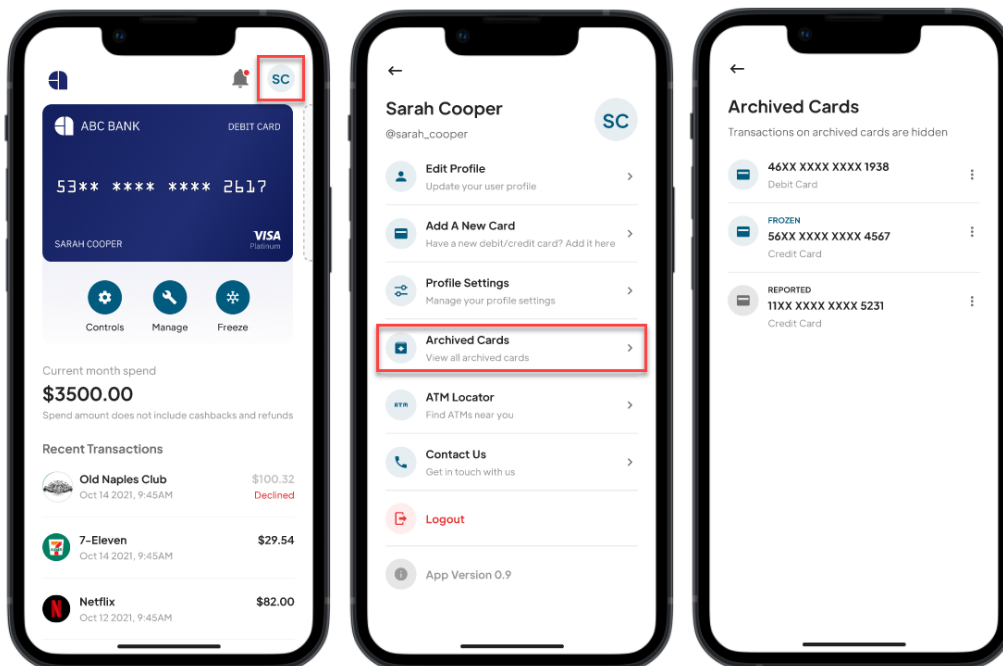 SC
ABC BANK
DEBIT CARD
53** **** **** 2617
SARAH COOPER
VISA
Platinum
Controls
Manage
Freeze
Current month spend
$3500.00
Spend amount does not include cashbacks and refunds
Recent Transactions
Old Naples Club
$100.32
Oct 14 2021, 9:45AM
Declined
7-Eleven
$29.54
Oct 14 2021, 9:45AM
Netflix
$82.00
Oct 12 2021, 9:45AM
Sarah Cooper
@sarah_cooper
SC
Edit Profile
Update your user profile
Add A New Card
Have a new debit/credit card? Add it here
Profile Settings
Manage your profile settings
Archived Cards
View all archived cards
ATM
ATM Locator
Find ATMs near you
Contact Us
Get in touch with us
Logout
App Version 0.9
Archived Cards
Transactions on archived cards are hidden
46XX XXXX XXXX 1938
Debit Card
FROZEN
56XX XXXX XXXX 4567
Credit Card
REPORTED
11XX XXXX XXXX 5231
Credit Card